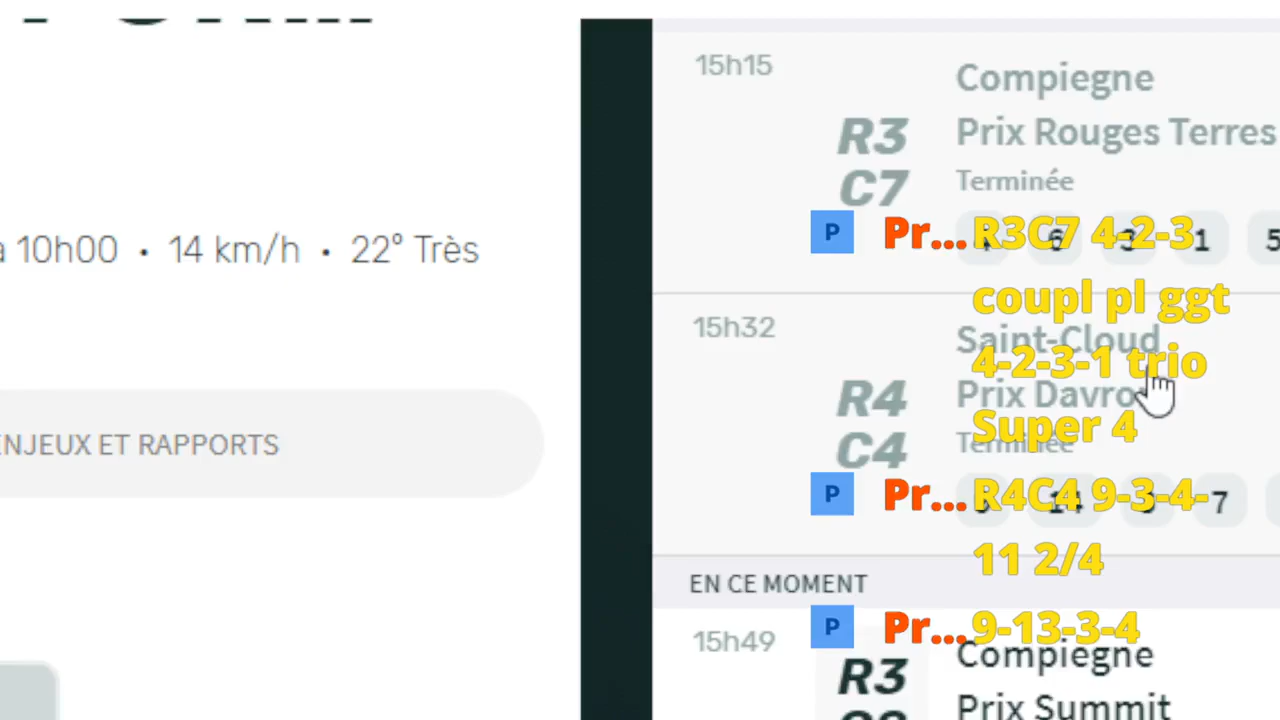 à 10h00 • 14 km/h • 22° Très
ENJEUX ET RAPPORTS
15h15
Compiegne
R3
Prix Rouges Terres
C7
Terminée
P Pr... R3C7 4-2-3
1
5
coupl pl ggt
15h32
Saint-Cloud
4-2-3-1 trio
R4
Prix Davro
Super 4
C4
Terminée
P Pr... R4C4 9-3-4-
7
11 2/4
EN CE MOMENT
P Pr... 9-13-3-4
15h49
Compiegne
R3
Prix Summit